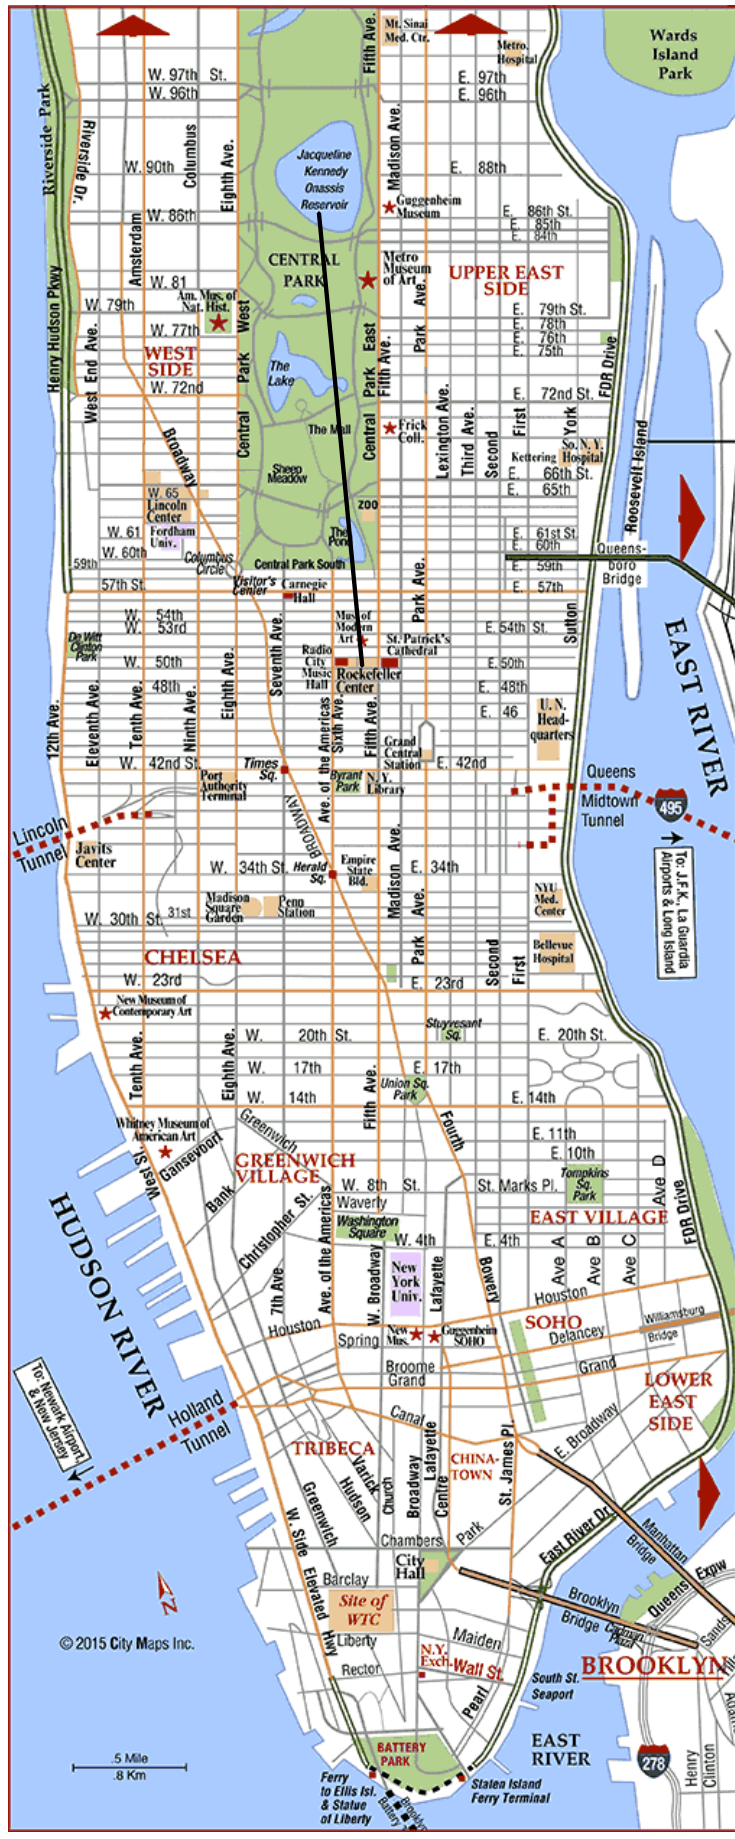 Mt. Sinai
Med. Ctr.
Wards
Island
Park
Metro.
Hospital
Fifth Ave.
W. 97th St.
W. 96th
E. 97th
E. 96th
Riverside Park
Riverside Dr.
Columbus
Eighth Ave.
Madison Ave.
Jacqueline
Kennedy
Onassis
Reservoir
W. 90th
E. 88th
Guggenheim
Museum
W. 86th
E. 86th St.
E. 85th
E. 84th
Amsterdam
CENTRAL
PARK
Metro
Museum
of Art
UPPER EAST
SIDE
Henry Hudson Pkwy
W. 81
Am. Mus. of
Nat. Hist.
W. 79th
W. 77th
E. 79th St.
E. 78th
E. 76th
E. 75th
Park Ave.
WEST
SIDE
West End Ave.
Central Park West
Central Park East
Fifth Ave.
FDR Drive
The
Lake
W. 72nd
E. 72nd St.
Broadway
The Mall
Frick
Coll.
Lexington Ave.
Third Ave.
Second
First
York
So. N. Y.
Hospital
Kettering
E. 66th St.
E. 65th
Roosevelt Island
Sheep
Meadow
W. 65
Lincoln
Center
ZOO
W. 61
Fordham
Univ.
W. 60th
59th
Columbus
Circle
The
Pond
Central Park South
E. 61st St.
E. 60th
E. 59th
E. 57th
Queens-
boro
Bridge
57th St.
Visitor's
Center
Carnegie
Hall
Park Ave.
Sutton
W. 54th
W. 53rd
Mus. of
Modern
Art
St. Patrick's
Cathedral
E. 54th St.
De Witt
Clinton
Park
W. 50th
Radio
City
Music
Hall
Rockefeller
Center
E. 50th
48th
E. 48th
Seventh Ave.
Eighth Ave.
Ninth Ave.
Tenth Ave.
Eleventh Ave.
12th Ave.
E. 46
U. N.
Head-
quarters
EAST RIVER
Ave. of the Americas
Sixth Ave.
Fifth Ave.
Grand
Central
Station
W. 42nd St.
Times
Sq.
E. 42nd
Port
Authority
Terminal
Byrant
Park
N. Y.
Library
Queens
Midtown
Tunnel
495
BROADWAY
Lincoln
Tunnel
Javits
Center
W. 34th St.
Herald
Sq.
Empire
State
Bld.
Madison Ave.
E. 34th
To: J.F.K., La Guardia
Airports & Long Island
Madison
Square
Garden
Penn
Station
NYU
Med.
Center
W. 30th St.
31st
Park Ave.
Second
First
Bellevue
Hospital
CHELSEA
W. 23rd
E. 23rd
New Museum of
Contemporary Art
Stuyvesant
Sq.
W. 20th St.
E. 20th St.
Tenth Ave.
Eighth Ave.
W. 17th
E. 17th
Fifth Ave.
Union Sq.
Park
W. 14th
E. 14th
Whitney Museum of
American Art
Greenwich
Fourth
E. 11th
E. 10th
West St.
Gansevoort
GREENWICH
VILLAGE
W. 8th St.
St. Marks Pl.
Tompkins
Sq.
Park
Ave D
FDR Drive
Bank
Christopher St.
Waverly
Washington
Square
W. 4th
E. 4th
EAST VILLAGE
HUDSON RIVER
Ave. of the Americas
7th Ave
W. Broadway
New
York
Univ.
Lafayette
Bowery
Ave A
Ave B
Ave C
Houston
Houston
Spring
New
Mus.
Guggenheim
SOHO
SOHO
Delancey
Williamsburg
Bridge
Broome
Grand
Grand
LOWER
EAST
SIDE
To: Newark Airport,
& New Jersey
Holland
Tunnel
Canal
E. Broadway
TRIBECA
Varick
Hudson
Greenwich
Church
Broadway
Lafayette
Centre
CHINA-
TOWN
St. James Pl.
Chambers
Park
East River Dr.
Manhattan
Bridge
City
Hall
W. Side Elevated Hwy
Barclay
Site of
WTC
Brooklyn
Bridge
Cadman
Plaza
Queens Expw
Sands
N
© 2015 City Maps Inc.
Liberty
Maiden
Rector
N.Y.
Exch.
Wall St.
Pearl
BROOKLYN
South St.
Seaport
BATTERY
PARK
EAST
RIVER
278
Henry
Clinton
.5 Mile
.8 Km
Ferry
to Ellis Isl.
& Statue
of Liberty
Staten Island
Ferry Terminal
Brooklyn
Battery